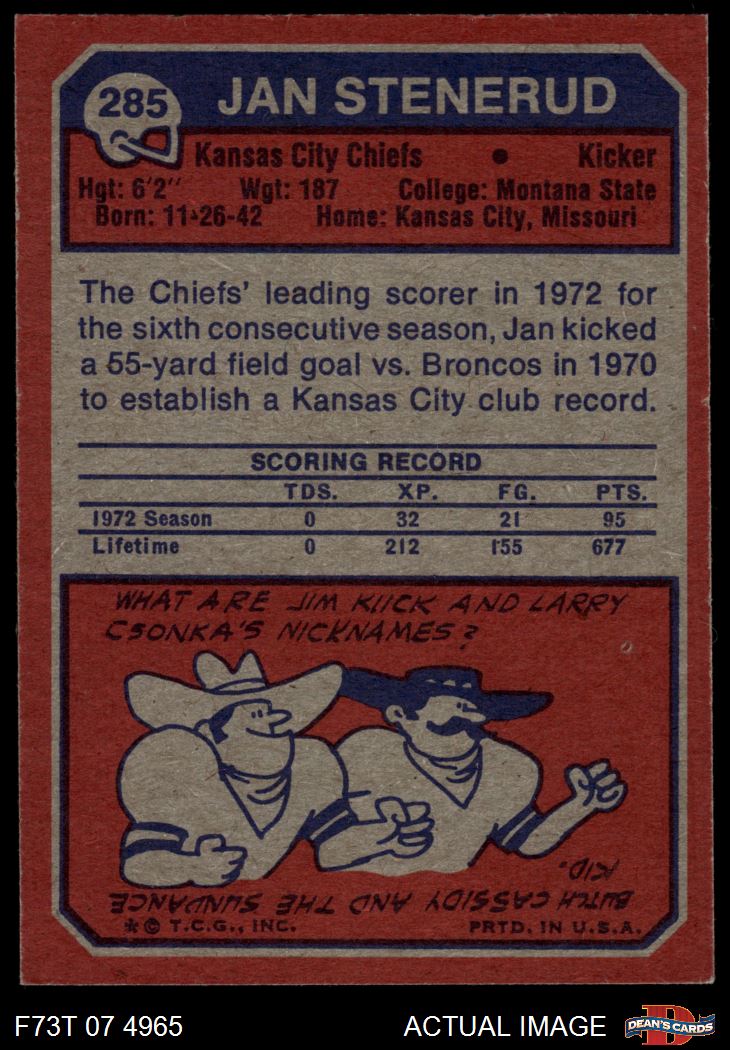 285 JAN STENERUD
Kansas City Chiefs • Kicker
Hgt: 6'2" Wgt: 187 College: Montana State
Born: 11-26-42 Home: Kansas City, Missouri
The Chiefs' leading scorer in 1972 for
the sixth consecutive season, Jan kicked
a 55-yard field goal vs. Broncos in 1970
to establish a Kansas City club record.
SCORING RECORD
TDS. XP. FG. PTS.
1972 Season 0 32 21 95
Lifetime 0 212 155 677
WHAT ARE JIM KIICK AND LARRY
CSONKA'S NICKNAMES?
BUTCH CASSIDY AND THE SUNDANCE
KID.
* © T.C.G., INC. PRTD. IN U.S.A.
F73T 07 4965 ACTUAL IMAGE D DEAN'S CARDS